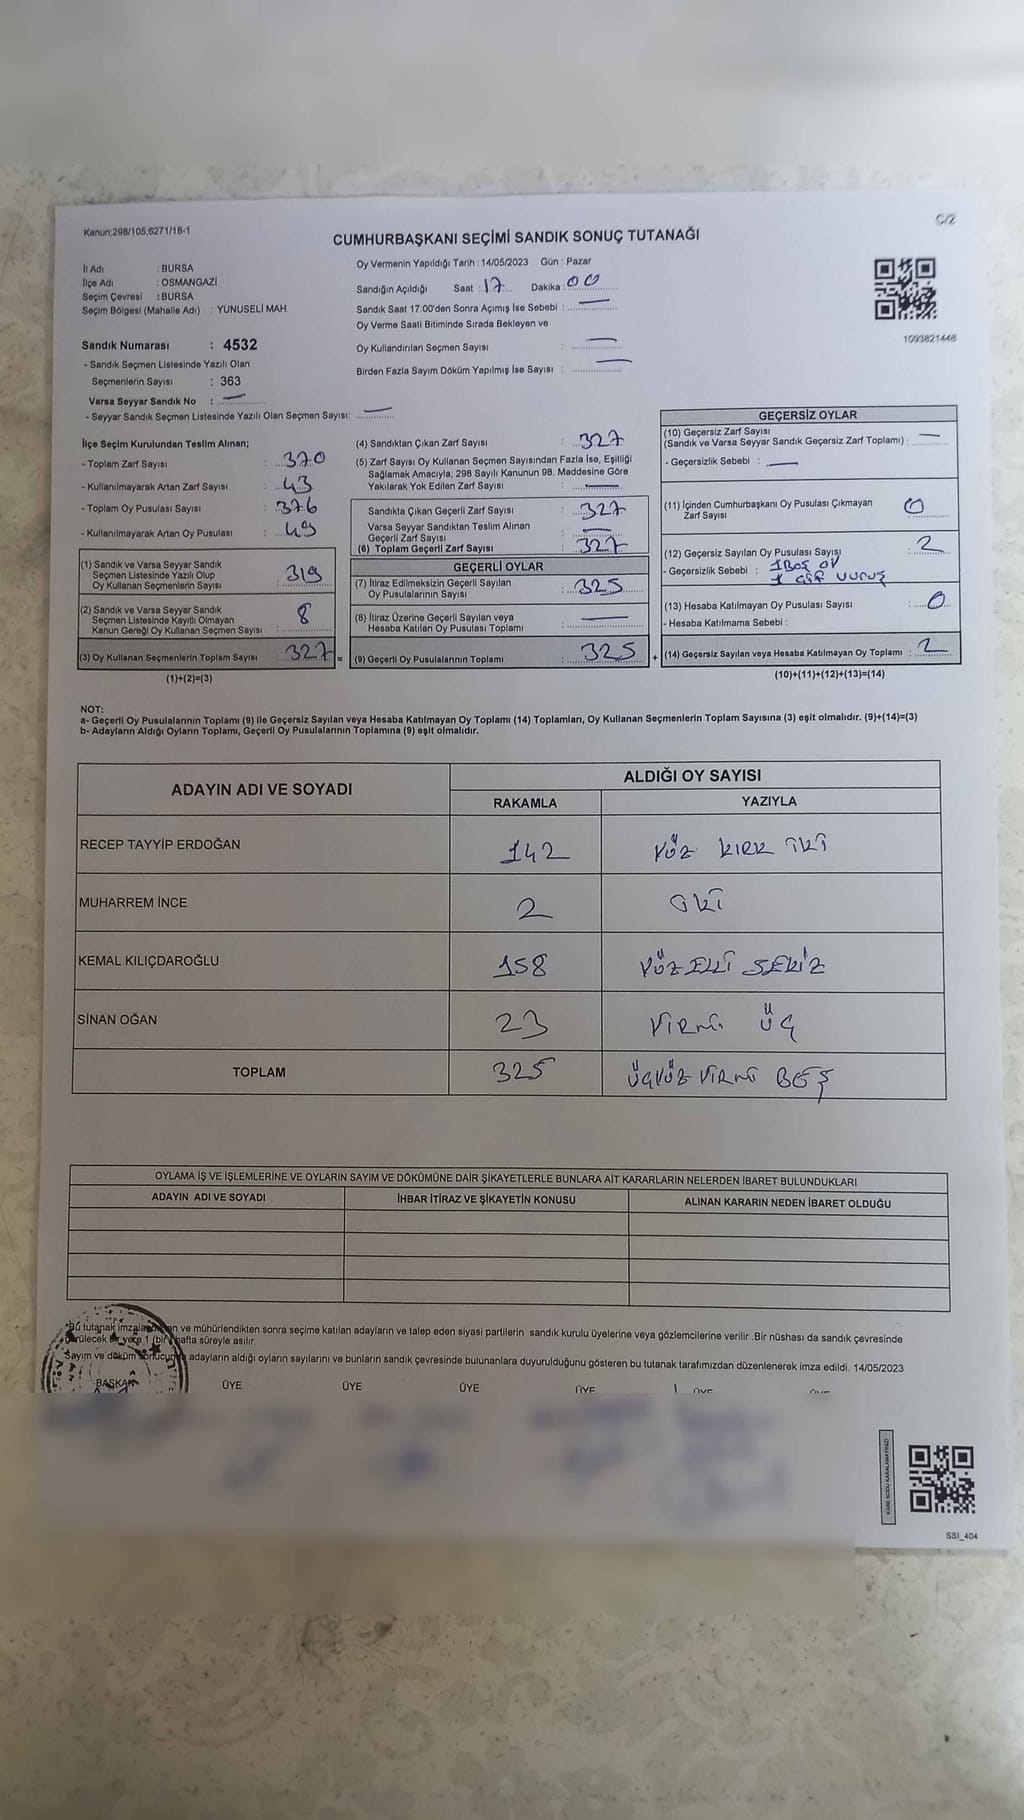 Kanun;298/105;6271/18-1
C/2
CUMHURBAŞKANI SEÇİMİ SANDIK SONUÇ TUTANAĞI
İl Adı : BURSA
İlçe Adı : OSMANGAZİ
Seçim Çevresi : BURSA
Seçim Bölgesi (Mahalle Adı) : YUNUSELİ MAH.
Sandık Numarası : 4532
- Sandık Seçmen Listesinde Yazılı Olan
Seçmenlerin Sayısı : 363
Varsa Seyyar Sandık No : —
- Seyyar Sandık Seçmen Listesinde Yazılı Olan Seçmen Sayısı: —
Oy Vermenin Yapıldığı Tarih : 14/05/2023 Gün : Pazar
Sandığın Açıldığı Saat : 17 Dakika : 00
Sandık Saat 17:00'den Sonra Açımış İse Sebebi : —
Oy Verme Saati Bitiminde Sırada Bekleyen ve
Oy Kullandırılan Seçmen Sayısı : —
Birden Fazla Sayım Döküm Yapılmış İse Sayısı : —
1093821448
İlçe Seçim Kurulundan Teslim Alınan;
- Toplam Zarf Sayısı : 370
- Kullanılmayarak Artan Zarf Sayısı : 43
- Toplam Oy Pusulası Sayısı : 376
- Kullanılmayarak Artan Oy Pusulası : 49
(1) Sandık ve Varsa Seyyar Sandık
Seçmen Listesinde Yazılı Olup
Oy Kullanan Seçmenlerin Sayısı : 319
(2) Sandık ve Varsa Seyyar Sandık
Seçmen Listesinde Kayıtlı Olmayan
Kanun Gereği Oy Kullanan Seçmen Sayısı : 8
(3) Oy Kullanan Seçmenlerin Toplam Sayısı : 327 =
(1)+(2)=(3)
(4) Sandıktan Çıkan Zarf Sayısı : 327
(5) Zarf Sayısı Oy Kullanan Seçmen Sayısından Fazla İse, Eşitliği
Sağlamak Amacıyla; 298 Sayılı Kanunun 98. Maddesine Göre
Yakılarak Yok Edilen Zarf Sayısı : —
Sandıkta Çıkan Geçerli Zarf Sayısı : 327
Varsa Seyyar Sandıktan Teslim Alınan
Geçerli Zarf Sayısı : —
(6) Toplam Geçerli Zarf Sayısı : 327
GEÇERLİ OYLAR
(7) İtiraz Edilmeksizin Geçerli Sayılan
Oy Pusulalarının Sayısı : 325
(8) İtiraz Üzerine Geçerli Sayılan veya
Hesaba Katılan Oy Pusulası Toplamı : —
(9) Geçerli Oy Pusulalarının Toplamı : 325 +
GEÇERSİZ OYLAR
(10) Geçersiz Zarf Sayısı
(Sandık ve Varsa Seyyar Sandık Geçersiz Zarf Toplamı) : —
- Geçersizlik Sebebi : —
(11) İçinden Cumhurbaşkanı Oy Pusulası Çıkmayan
Zarf Sayısı : 0
(12) Geçersiz Sayılan Oy Pusulası Sayısı : 2
- Geçersizlik Sebebi : 1 BOŞ OY
1 çift VURUŞ
(13) Hesaba Katılmayan Oy Pusulası Sayısı : 0
- Hesaba Katılmama Sebebi :
(14) Geçersiz Sayılan veya Hesaba Katılmayan Oy Toplamı : 2
(10)+(11)+(12)+(13)=(14)
NOT:
a- Geçerli Oy Pusulalarının Toplamı (9) ile Geçersiz Sayılan veya Hesaba Katılmayan Oy Toplamı (14) Toplamları, Oy Kullanan Seçmenlerin Toplam Sayısına (3) eşit olmalıdır. (9)+(14)=(3)
b- Adayların Aldığı Oyların Toplamı, Geçerli Oy Pusulalarının Toplamına (9) eşit olmalıdır.
ADAYIN ADI VE SOYADI ALDIĞI OY SAYISI
RAKAMLA YAZIYLA
RECEP TAYYİP ERDOĞAN 142 YÜZ KIRK İKİ
MUHARREM İNCE 2 İKİ
KEMAL KILIÇDAROĞLU 158 YÜZ ELLİ SEKİZ
SİNAN OĞAN 23 YİRMİ ÜÇ
TOPLAM 325 ÜÇYÜZ YİRMİ BEŞ
OYLAMA İŞ VE İŞLEMLERİNE VE OYLARIN SAYIM VE DÖKÜMÜNE DAİR ŞİKAYETLERLE BUNLARA AİT KARARLARIN NELERDEN İBARET BULUNDUKLARI
ADAYIN ADI VE SOYADI İHBAR İTİRAZ VE ŞİKAYETİN KONUSU ALINAN KARARIN NEDEN İBARET OLDUĞU
Bu tutanak ve mühürlendikten sonra seçime katılan adayların ve talep eden siyasi partilerin sandık kurulu üyelerine veya gözlemcilerine verilir .Bir nüshası da sandık çevresinde
bir yere 1 (bir) hafta süreyle asılır.
Sayım ve döküm sonucunda adayların aldığı oyların sayılarını ve bunların sandık çevresinde bulunanlara duyurulduğunu gösteren bu tutanak tarafımızdan düzenlenerek imza edildi. 14/05/2023
BAŞKAN ÜYE ÜYE ÜYE ÜYE ÜYE ÜYE
KARE KODU KARALAMAYINIZ!
SSI_404